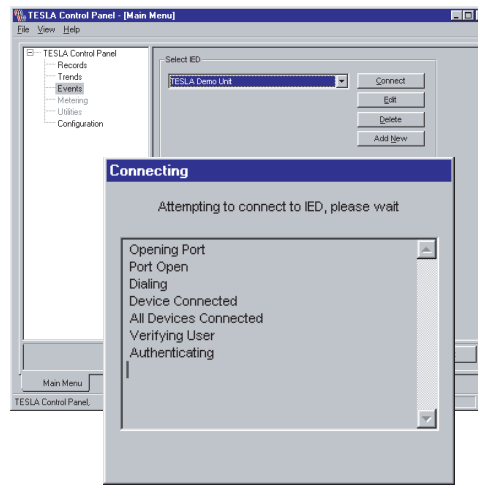 TESLA Control Panel - [Main Menu]
File View Help
TESLA Control Panel
Records
Trends
Events
Metering
Utilities
Configuration
Select IED
TESLA Demo Unit
Connect
Edit
Delete
Add New
Connecting
Attempting to connect to IED, please wait
Opening Port
Port Open
Dialing
Device Connected
All Devices Connected
Verifying User
Authenticating
Main Menu
TESLA Control Panel,